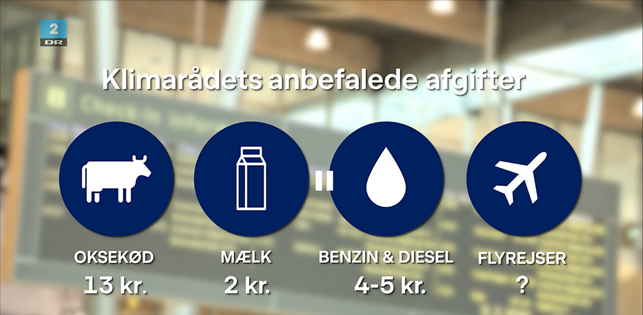 2
DR
Klimarådets anbefalede afgifter
OKSEKØD
13 kr.
MÆLK
2 kr.
BENZIN & DIESEL
4-5 kr.
FLYREJSER
?